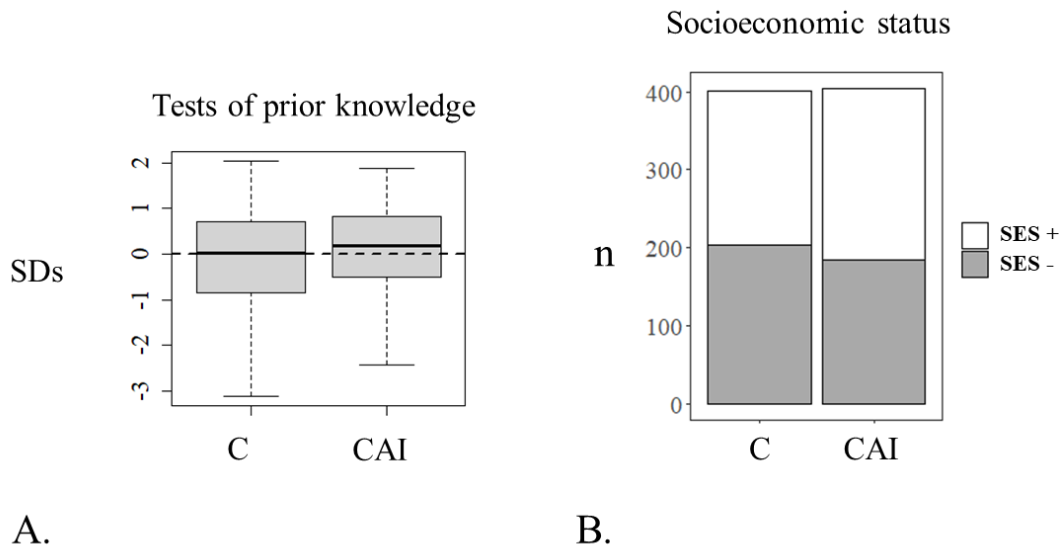 Tests of prior knowledge
SDs
2
1
0
-1
-2
-3
C CAI
A.
Socioeconomic status
n
400
300
200
100
0
C CAI
SES +
SES -
B.